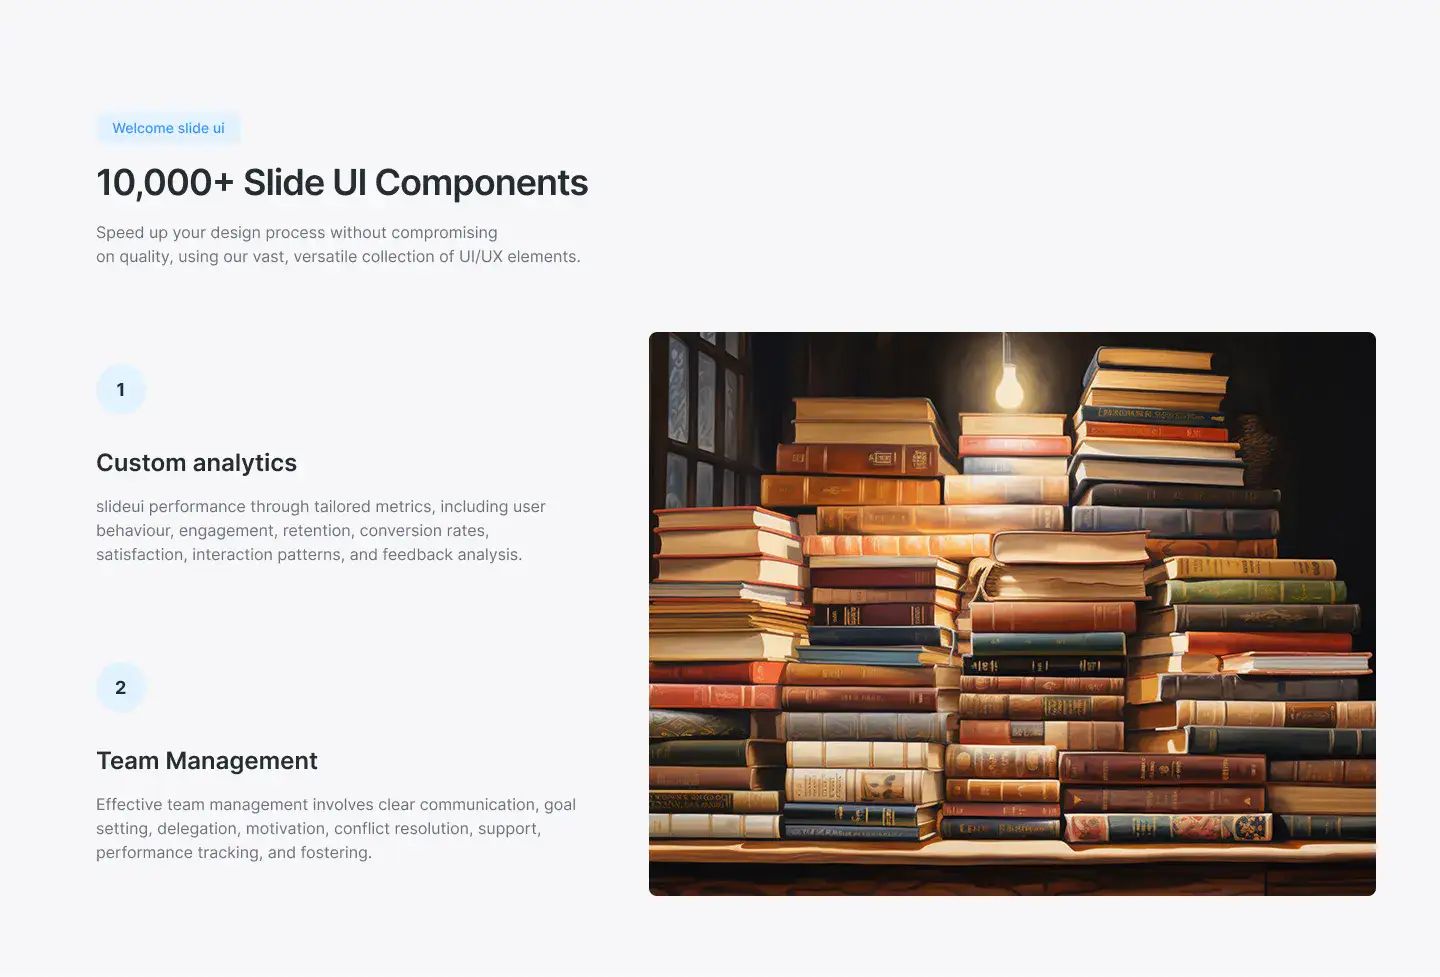 Welcome slide ui
10,000+ Slide UI Components
Speed up your design process without compromising
on quality, using our vast, versatile collection of UI/UX elements.
1
Custom analytics
slideui performance through tailored metrics, including user
behaviour, engagement, retention, conversion rates,
satisfaction, interaction patterns, and feedback analysis.
2
Team Management
Effective team management involves clear communication, goal
setting, delegation, motivation, conflict resolution, support,
performance tracking, and fostering.